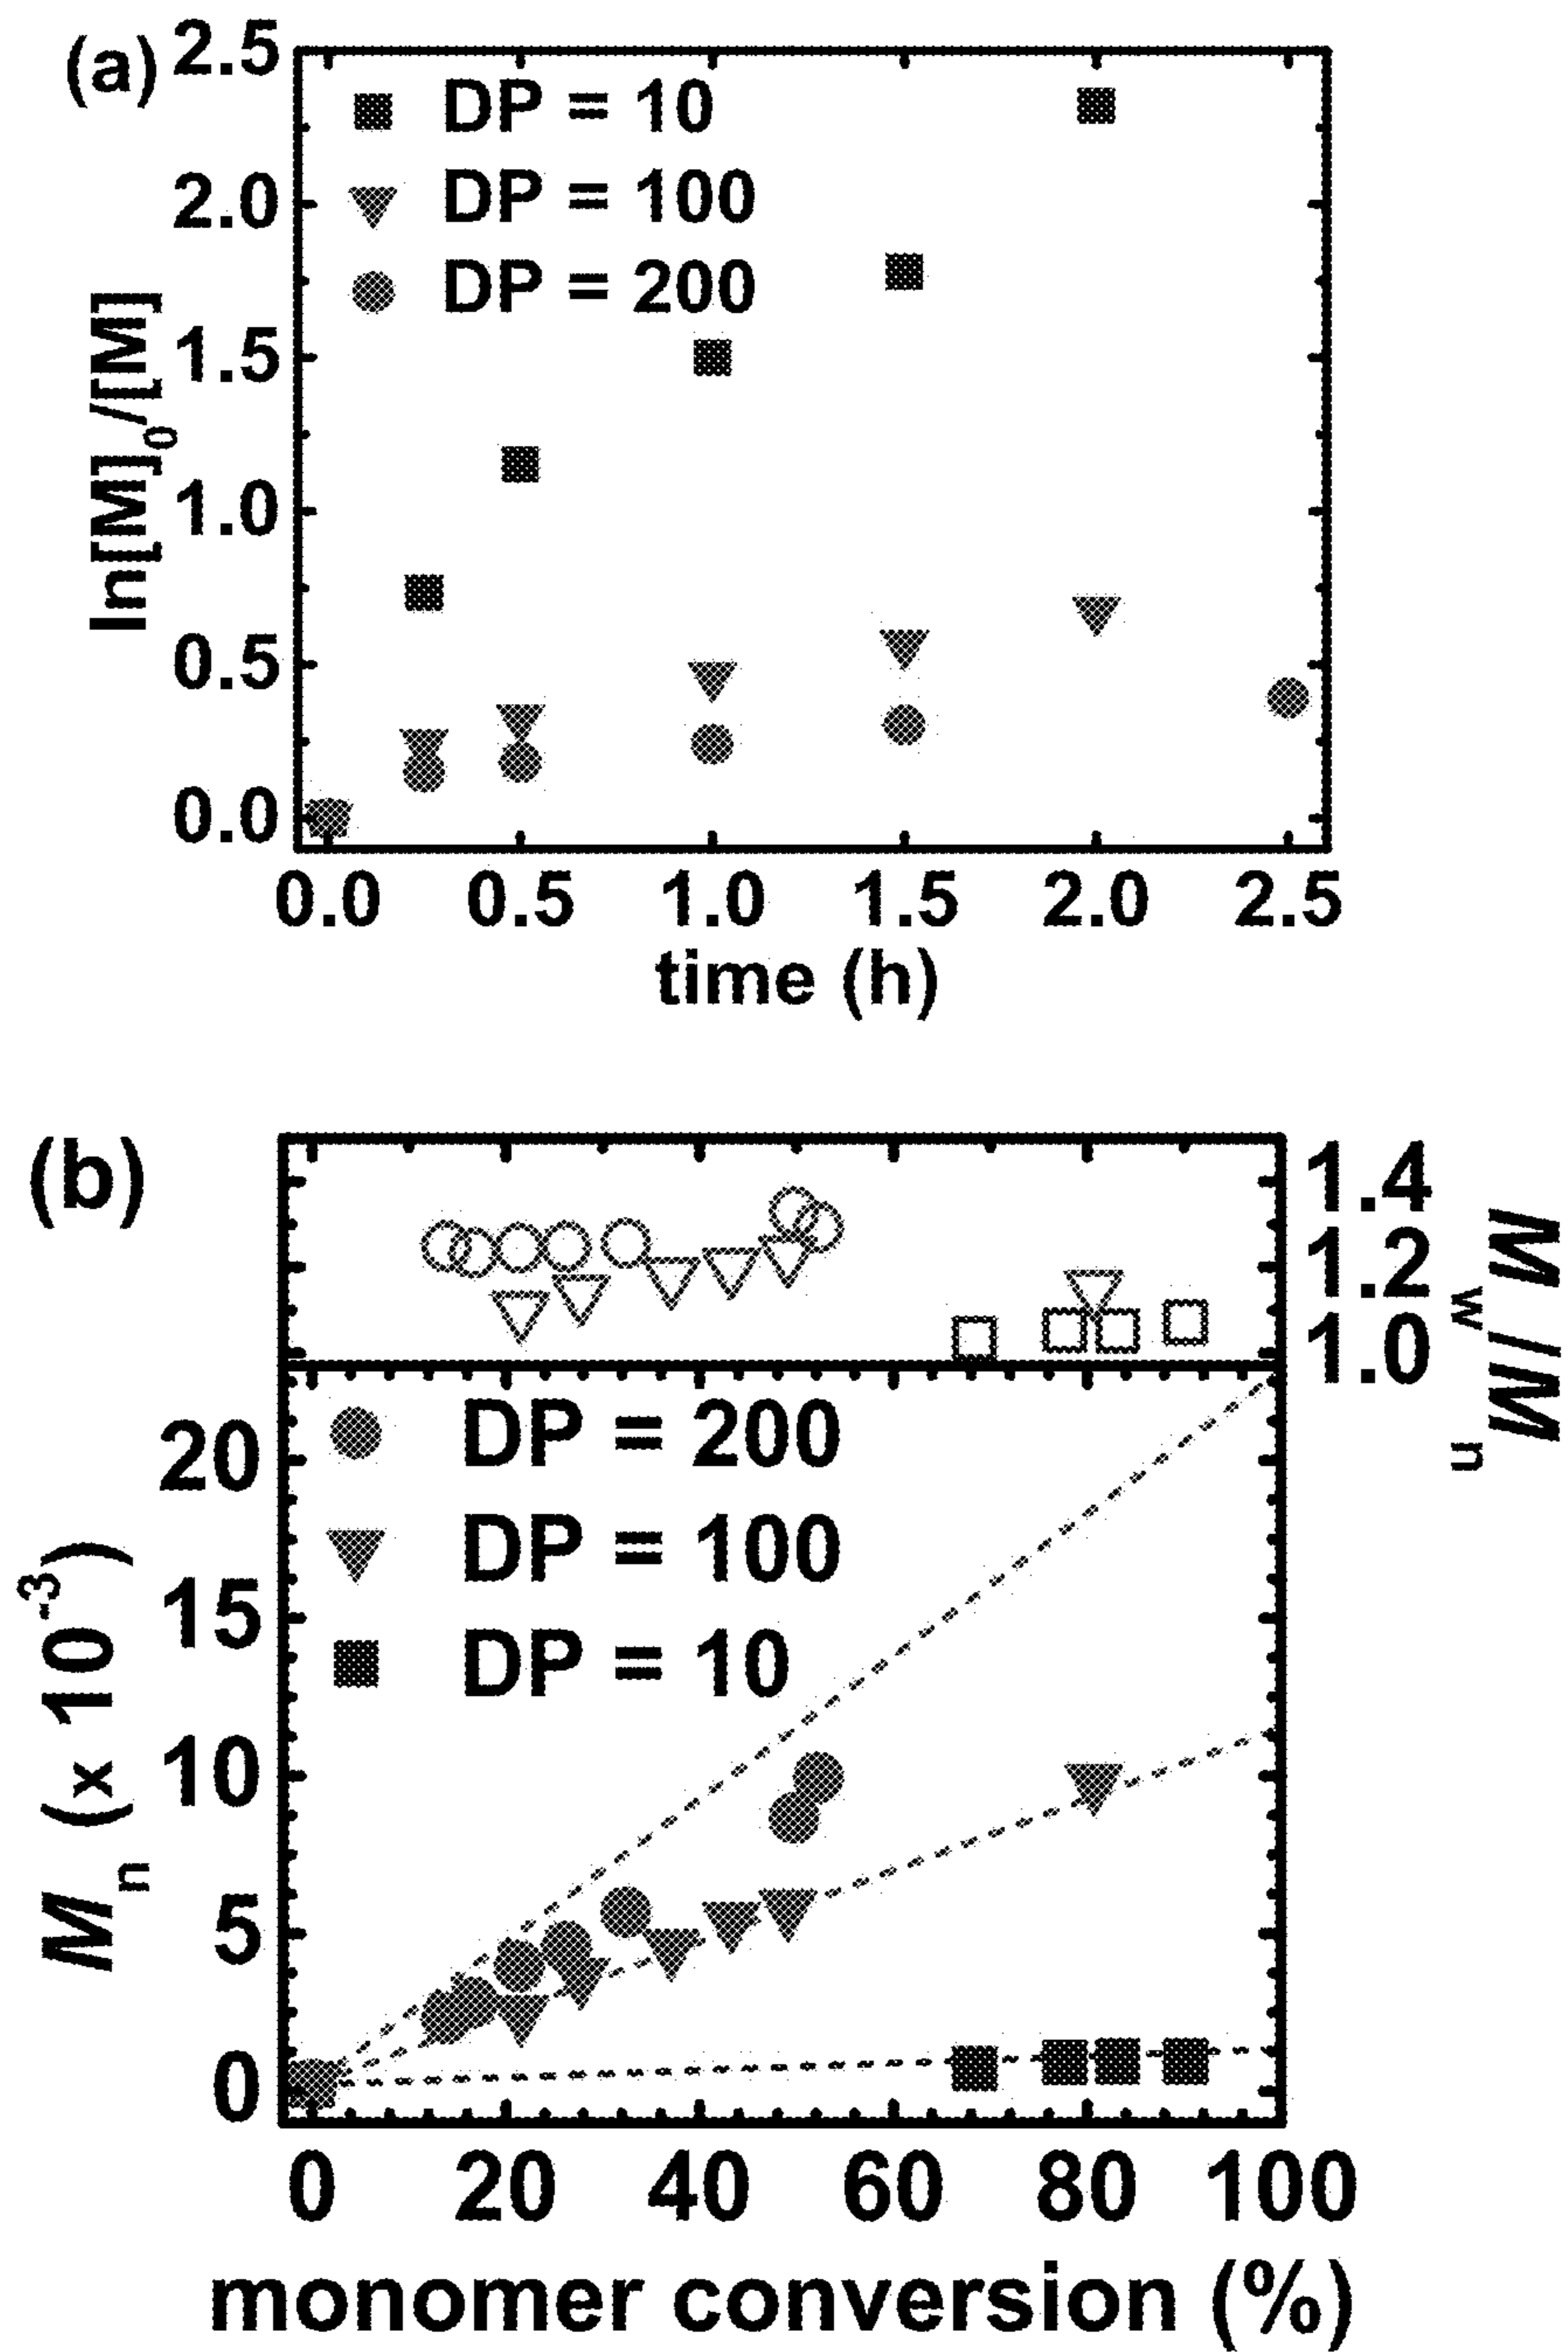 (a)
2.5
2.0
1.5
1.0
0.5
0.0
ln[M]0/[M]
DP = 10
DP = 100
DP = 200
0.0 0.5 1.0 1.5 2.0 2.5
time (h)
(b)
1.4
1.2
1.0
Mw/Mn
20
15
10
5
0
Mn (x 10-3)
DP = 200
DP = 100
DP = 10
0 20 40 60 80 100
monomer conversion (%)